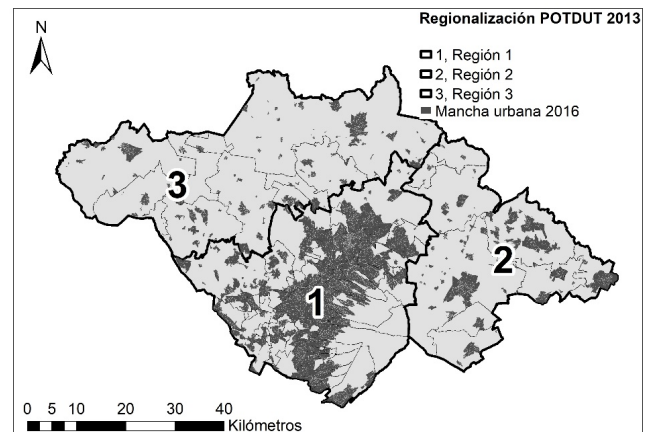 Regionalización POTDUT 2013
N
1, Región 1
2, Región 2
3, Región 3
Mancha urbana 2016
3
2
1
0 5 10 20 30 40
Kilómetros